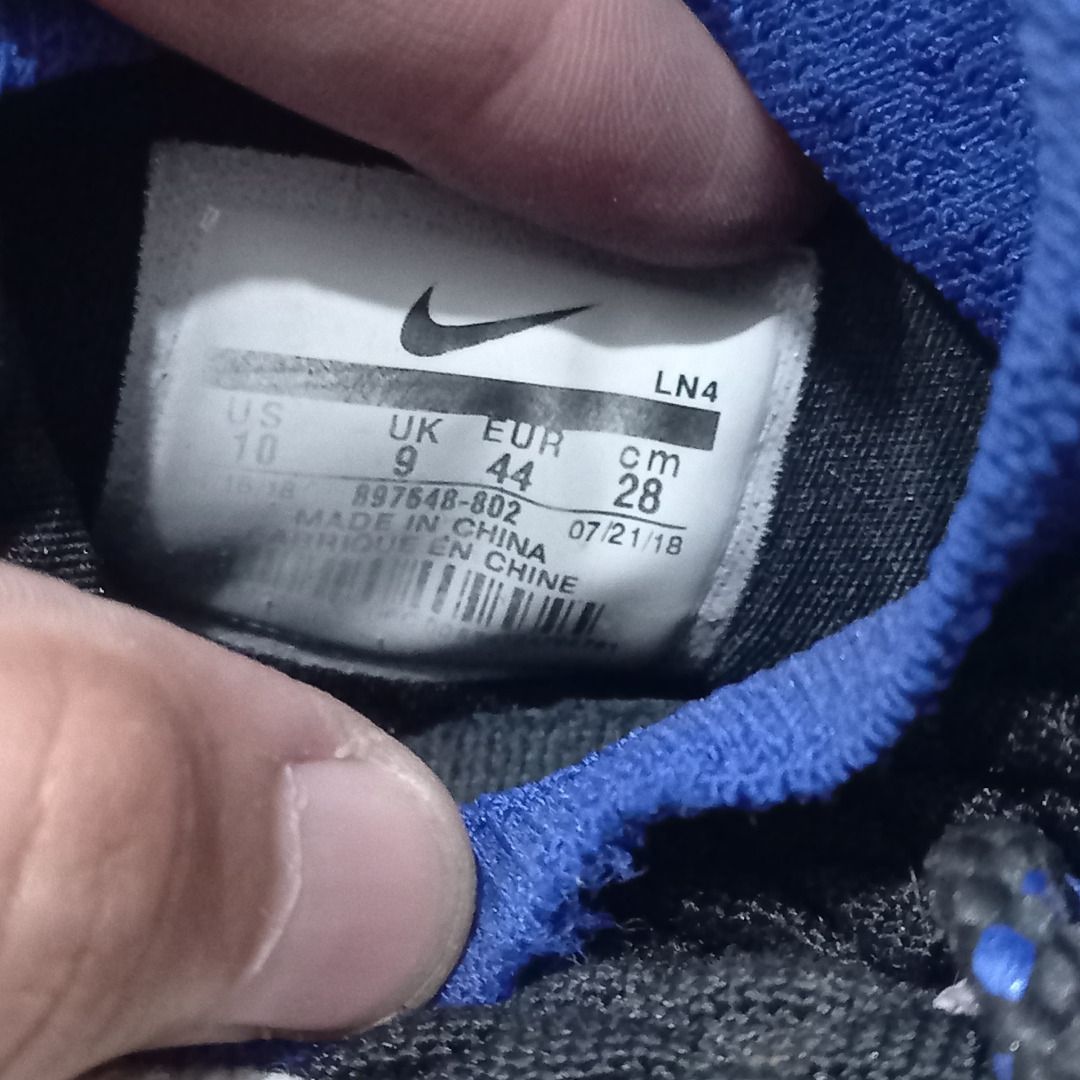 LN4
US UK EUR cm
10 9 44 28
897648-802 07/21/18
MADE IN CHINA
FABRIQUE EN CHINE